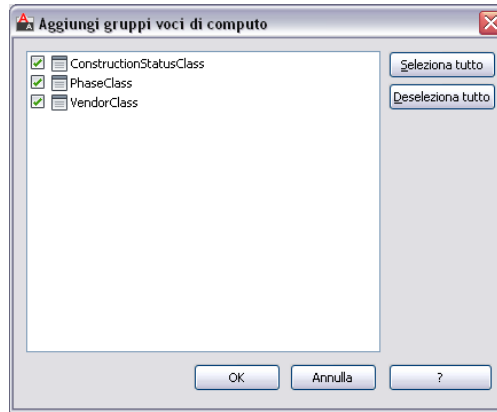 Aggiungi gruppi voci di computo
ConstructionStatusClass
PhaseClass
VendorClass
Seleziona tutto
Deseleziona tutto
OK
Annulla
?